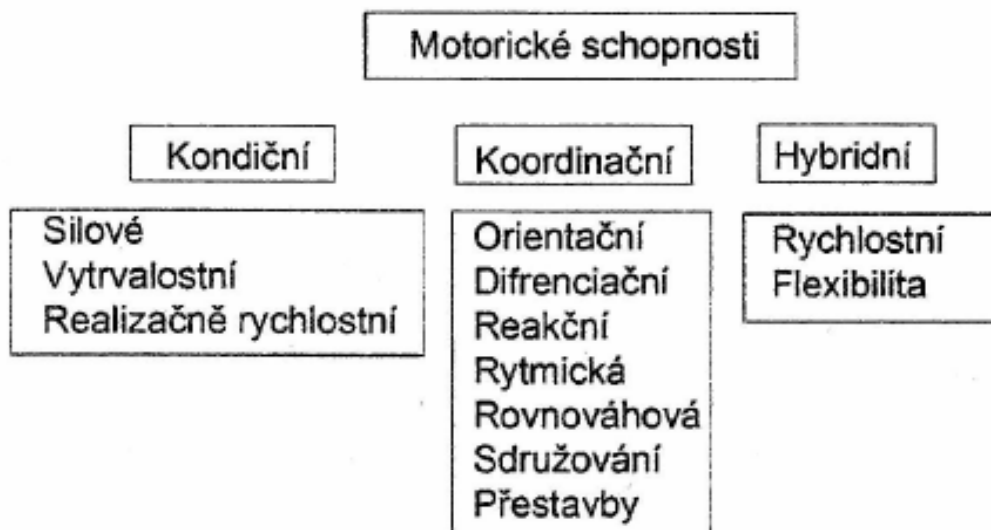 Motorické schopnosti
Kondiční
Koordinační
Hybridní
Silové
Vytrvalostní
Realizačně rychlostní
Orientační
Difrenciační
Reakční
Rytmická
Rovnováhová
Sdružování
Přestavby
Rychlostní
Flexibilita